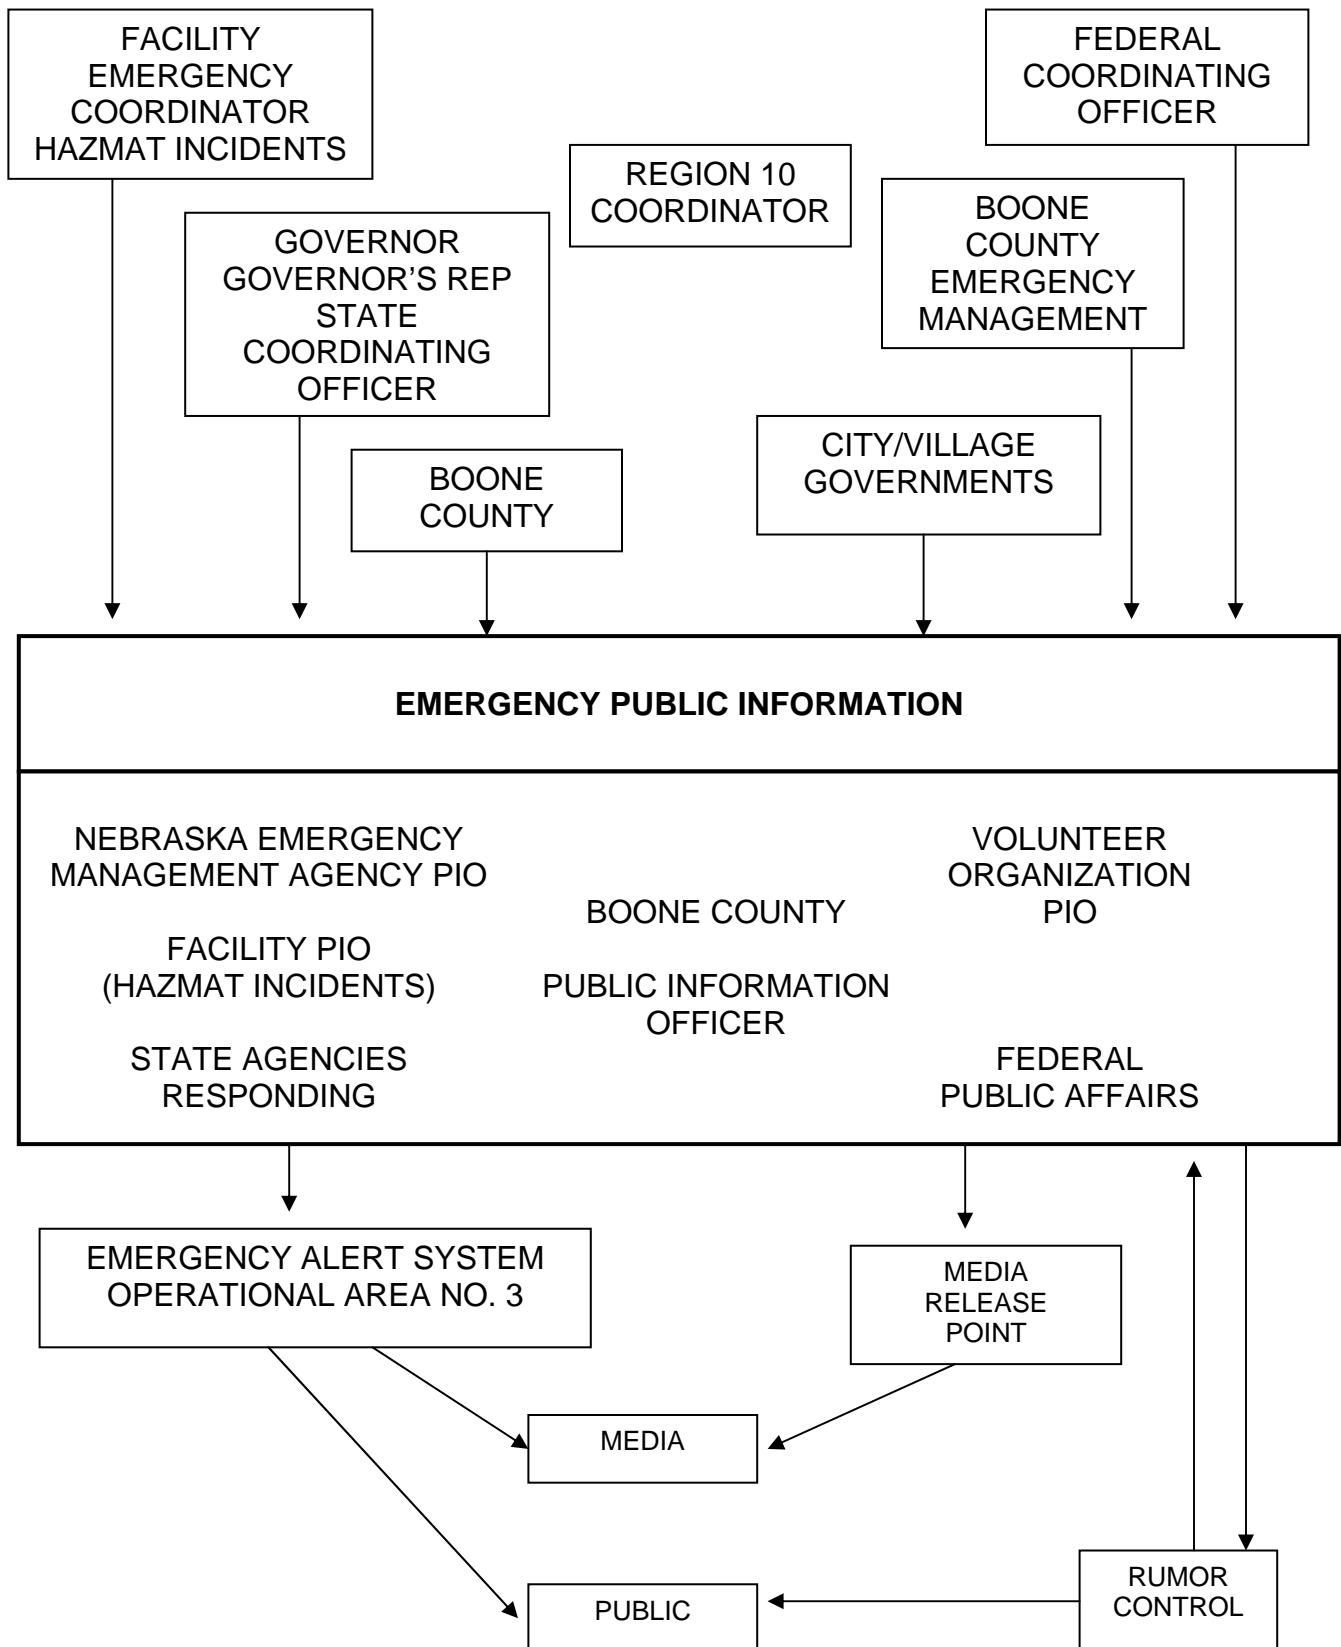 FACILITY
EMERGENCY
COORDINATOR
HAZMAT INCIDENTS
FEDERAL
COORDINATING
OFFICER
REGION 10
COORDINATOR
BOONE
COUNTY
EMERGENCY
MANAGEMENT
GOVERNOR
GOVERNOR’S REP
STATE
COORDINATING
OFFICER
BOONE
COUNTY
CITY/VILLAGE
GOVERNMENTS
EMERGENCY PUBLIC INFORMATION
NEBRASKA EMERGENCY
MANAGEMENT AGENCY PIO
FACILITY PIO
(HAZMAT INCIDENTS)
STATE AGENCIES
RESPONDING
BOONE COUNTY
PUBLIC INFORMATION
OFFICER
VOLUNTEER
ORGANIZATION
PIO
FEDERAL
PUBLIC AFFAIRS
EMERGENCY ALERT SYSTEM
OPERATIONAL AREA NO. 3
MEDIA
RELEASE
POINT
MEDIA
PUBLIC
RUMOR
CONTROL